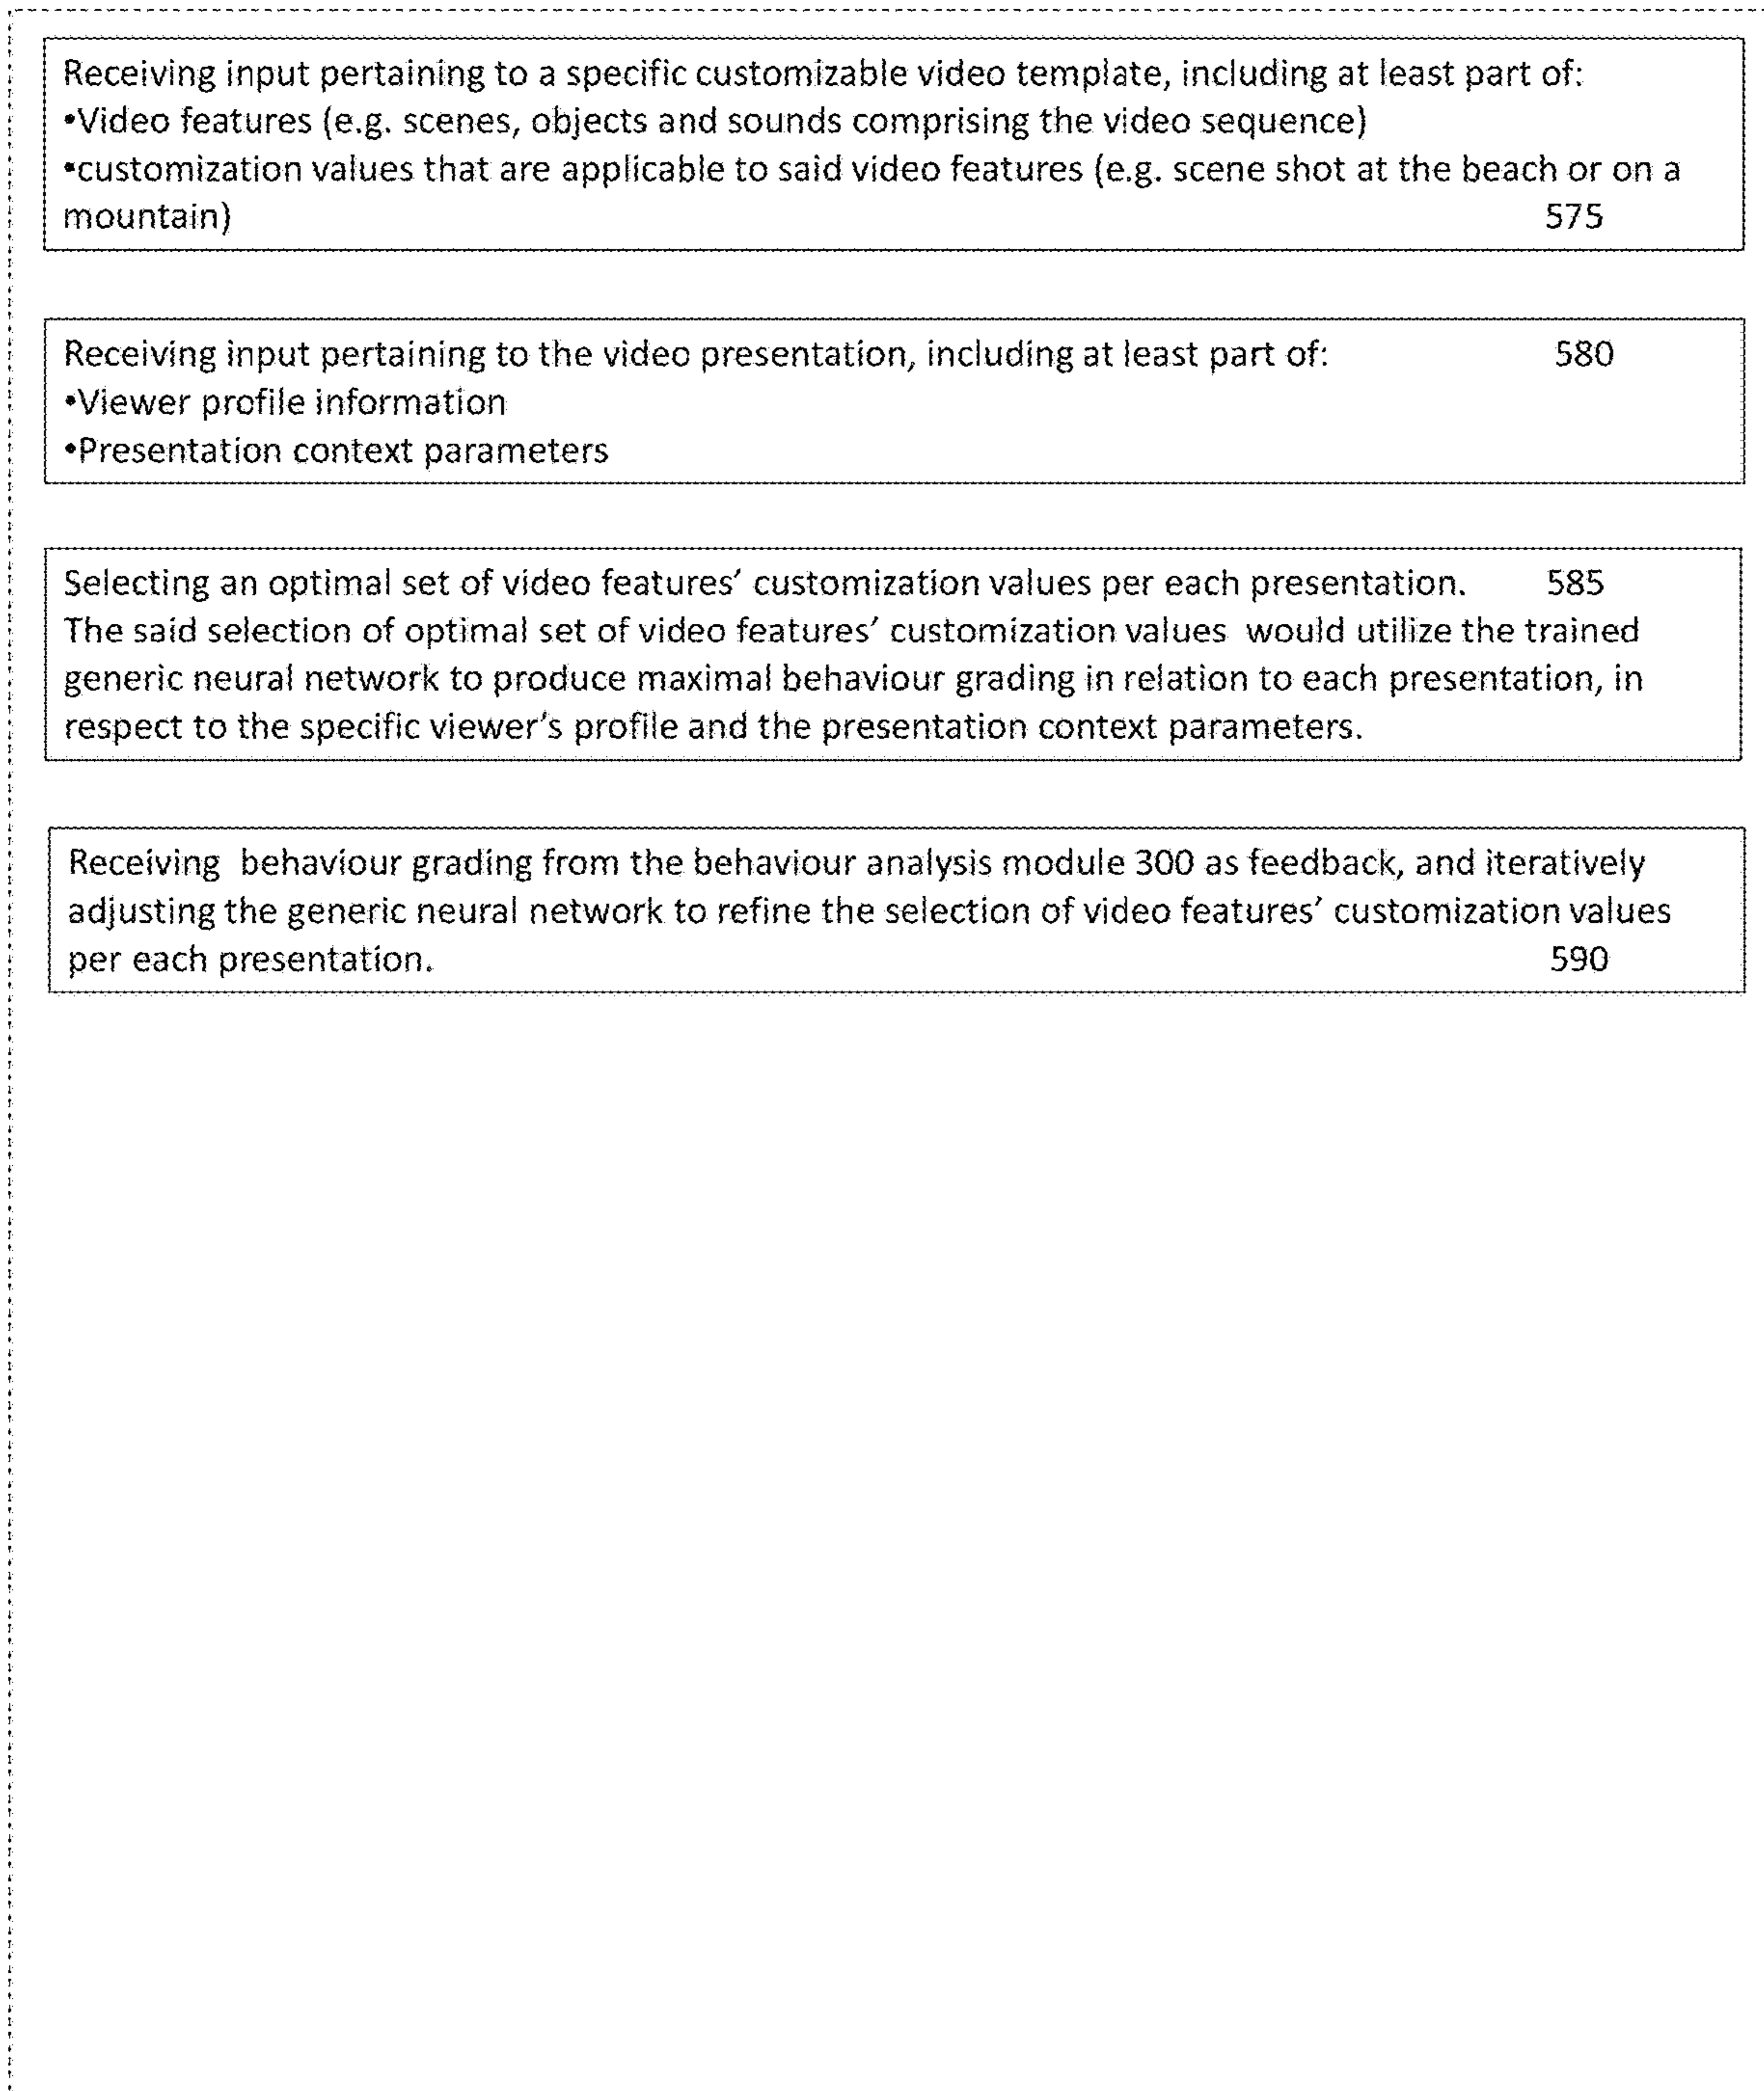 Receiving input pertaining to a specific customizable video template, including at least part of:
•Video features (e.g. scenes, objects and sounds comprising the video sequence)
•customization values that are applicable to said video features (e.g. scene shot at the beach or on a
mountain) 575
Receiving input pertaining to the video presentation, including at least part of: 580
•Viewer profile information
•Presentation context parameters
Selecting an optimal set of video features’ customization values per each presentation. 585
The said selection of optimal set of video features’ customization values would utilize the trained
generic neural network to produce maximal behaviour grading in relation to each presentation, in
respect to the specific viewer’s profile and the presentation context parameters.
Receiving behaviour grading from the behaviour analysis module 300 as feedback, and iteratively
adjusting the generic neural network to refine the selection of video features’ customization values
per each presentation. 590